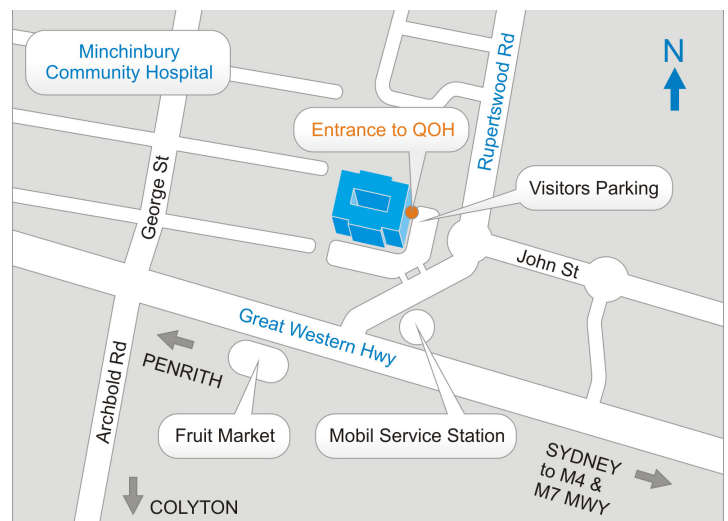 Minchinbury
Community Hospital
N
Rupertswood Rd
Entrance to QOH
Visitors Parking
George St
John St
Great Western Hwy
PENRITH
Archbold Rd
Fruit Market
Mobil Service Station
SYDNEY
to M4 &
M7 MWY
COLYTON